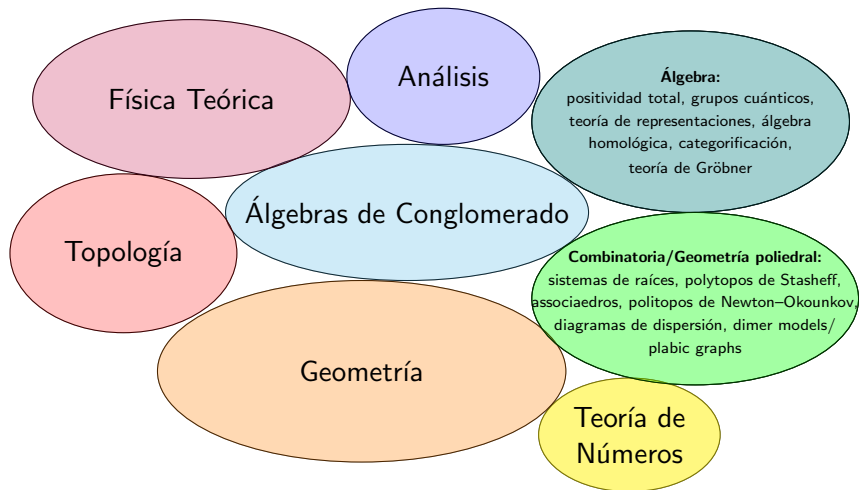 Física Teórica
Análisis
Álgebra:
positividad total, grupos cuánticos,
teoría de representaciones, álgebra
homológica, categorificación,
teoría de Gröbner
Álgebras de Conglomerado
Topología
Combinatoria/Geometría poliedral:
sistemas de raíces, polytopos de Stasheff,
associaedros, politopos de Newton–Okounkov,
diagramas de dispersión, dimer models/
plabic graphs
Geometría
Teoría de
Números